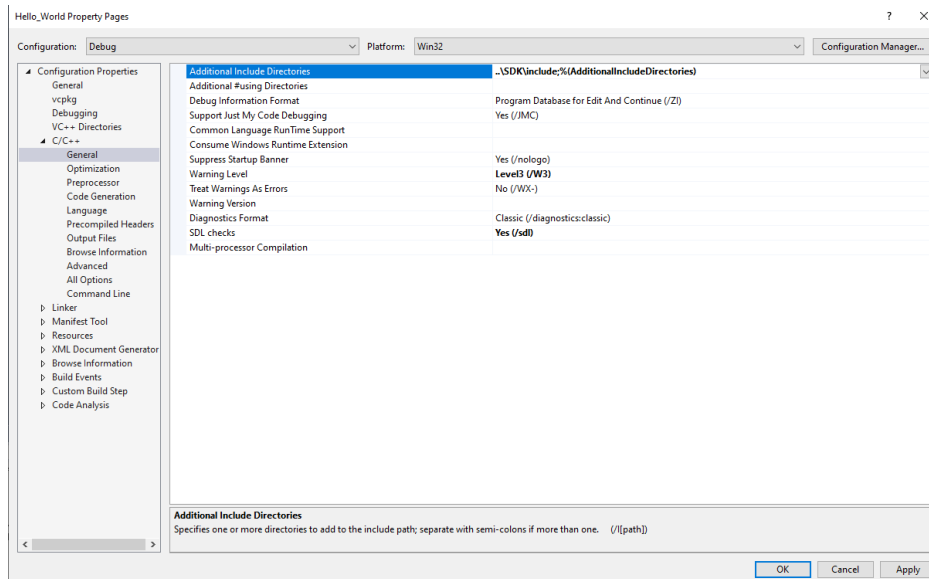 Hello_World Property Pages
Configuration: Debug Platform: Win32 Configuration Manager...
Configuration Properties
General
vcpkg
Debugging
VC++ Directories
C/C++
General
Optimization
Preprocessor
Code Generation
Language
Precompiled Headers
Output Files
Browse Information
Advanced
All Options
Command Line
Linker
Manifest Tool
Resources
XML Document Generator
Browse Information
Build Events
Custom Build Step
Code Analysis
Additional Include Directories ..\SDK\include;%(AdditionalIncludeDirectories)
Additional #using Directories
Debug Information Format Program Database for Edit And Continue (/ZI)
Support Just My Code Debugging Yes (/JMC)
Common Language RunTime Support
Consume Windows Runtime Extension
Suppress Startup Banner Yes (/nologo)
Warning Level Level3 (/W3)
Treat Warnings As Errors No (/WX-)
Warning Version
Diagnostics Format Classic (/diagnostics:classic)
SDL checks Yes (/sdl)
Multi-processor Compilation
Additional Include Directories
Specifies one or more directories to add to the include path; separate with semi-colons if more than one. (/I[path])
OK Cancel Apply